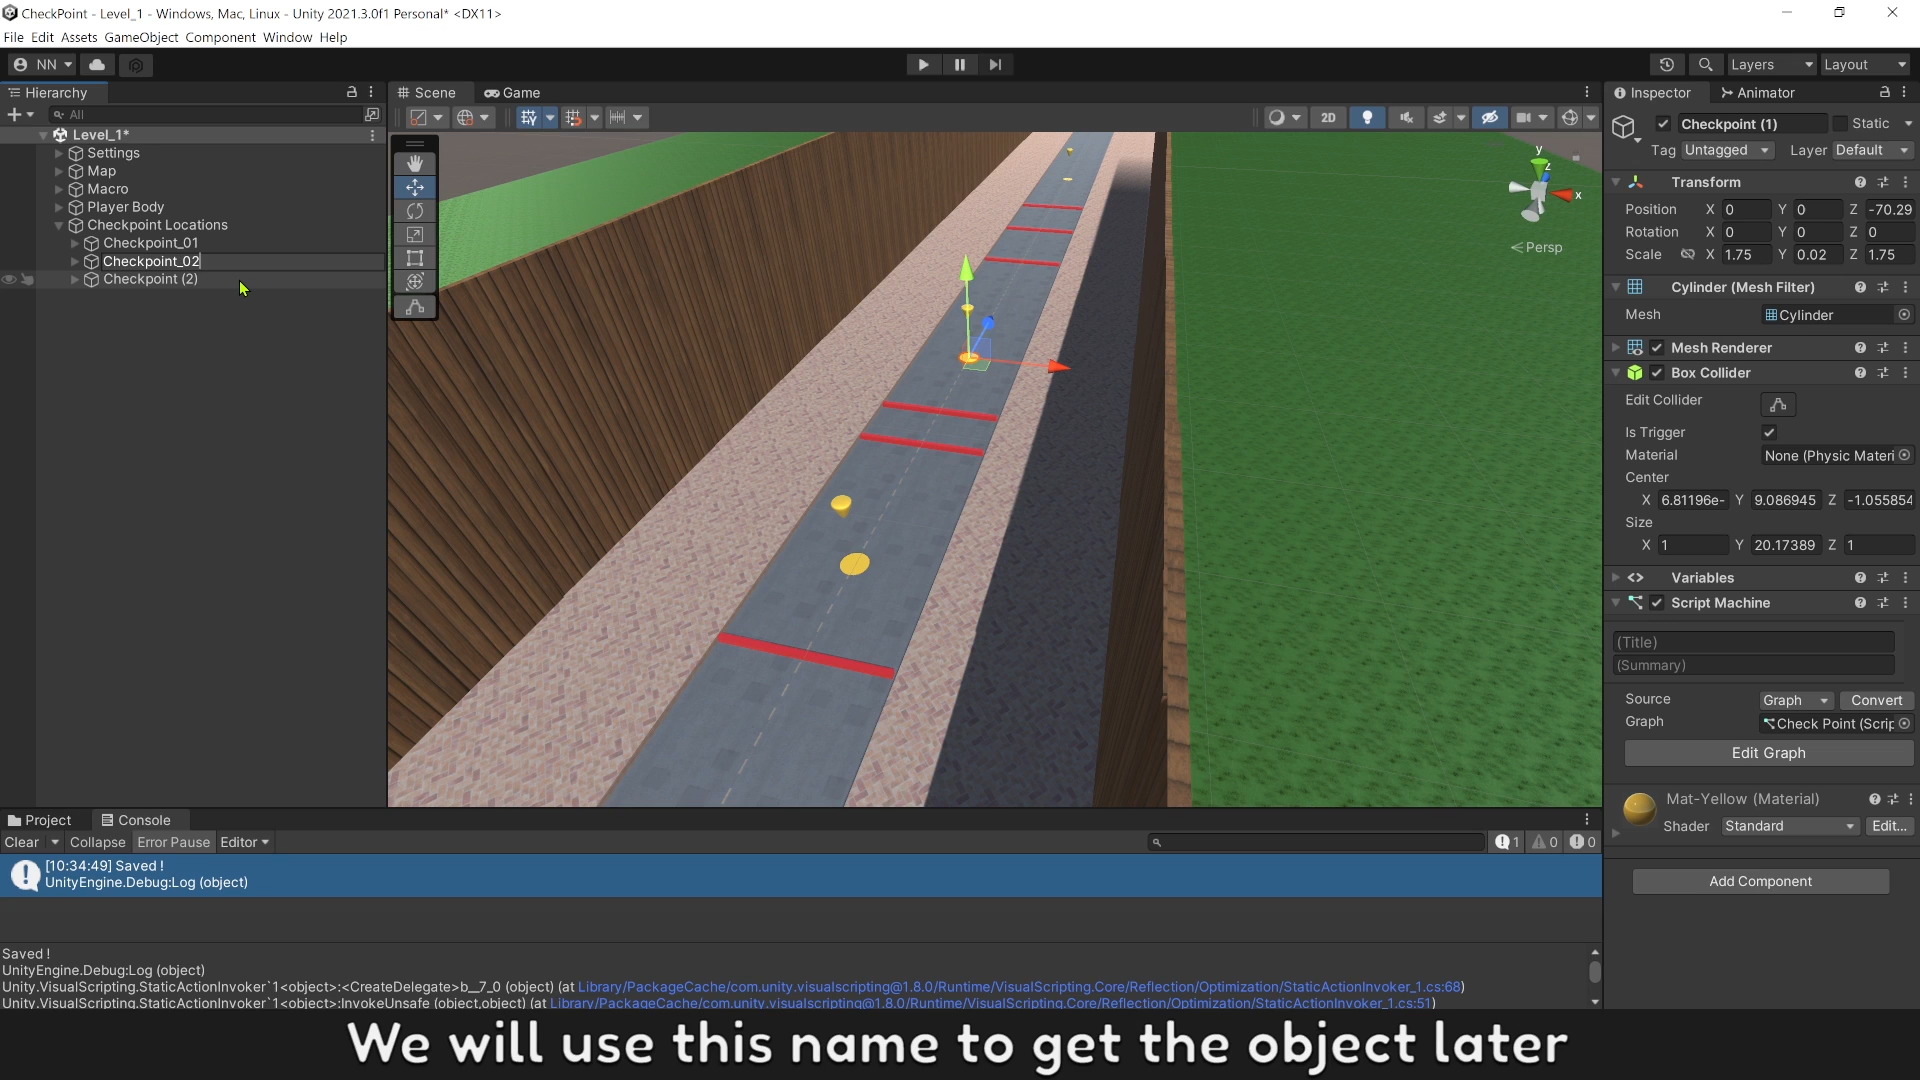 CheckPoint - Level_1 - Windows, Mac, Linux - Unity 2021.3.0f1 Personal* <DX11>
File Edit Assets GameObject Component Window Help
NN Layers Layout
Hierarchy
All
Level_1*
Settings
Map
Macro
Player Body
Checkpoint Locations
Checkpoint_01
Checkpoint_02
Checkpoint (2)
Scene Game
2D
y
z
x
Persp
Inspector Animator
Checkpoint (1) Static
Tag Untagged Layer Default
Transform
Position X 0 Y 0 Z -70.29
Rotation X 0 Y 0 Z 0
Scale X 1.75 Y 0.02 Z 1.75
Cylinder (Mesh Filter)
Mesh Cylinder
Mesh Renderer
Box Collider
Edit Collider
Is Trigger
Material None (Physic Materi
Center
X 6.81196e- Y 9.086945 Z -1.055854
Size
X 1 Y 20.17389 Z 1
Variables
Script Machine
(Title)
(Summary)
Source Graph Convert
Graph Check Point (Scrip
Edit Graph
Mat-Yellow (Material)
Shader Standard Edit...
Add Component
Project Console
Clear Collapse Error Pause Editor 1 0 0
[10:34:49] Saved !
UnityEngine.Debug:Log (object)
Saved !
UnityEngine.Debug:Log (object)
Unity.VisualScripting.StaticActionInvoker`1<object>:<CreateDelegate>b__7_0 (object) (at Library/PackageCache/com.unity.visualscripting@1.8.0/Runtime/VisualScripting.Core/Reflection/Optimization/StaticActionInvoker_1.cs:68)
Unity.VisualScripting.StaticActionInvoker`1<object>:InvokeUnsafe (object,object) (at Library/PackageCache/com.unity.visualscripting@1.8.0/Runtime/VisualScripting.Core/Reflection/Optimization/StaticActionInvoker_1.cs:51)
We will use this name to get the object later